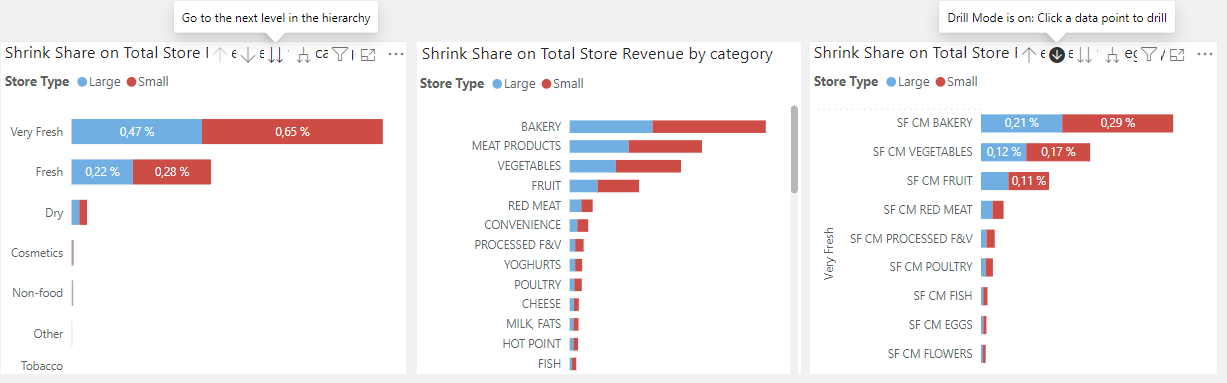 Go to the next level in the hierarchy
Drill Mode is on: Click a data point to drill
Shrink Share on Total Store
Store Type Large Small
Very Fresh 0,47 % 0,65 %
Fresh 0,22 % 0,28 %
Dry
Cosmetics
Non-food
Other
Tobacco
Shrink Share on Total Store Revenue by category
Store Type Large Small
BAKERY
MEAT PRODUCTS
VEGETABLES
FRUIT
RED MEAT
CONVENIENCE
PROCESSED F&V
YOGHURTS
POULTRY
CHEESE
MILK, FATS
HOT POINT
FISH
Shrink Share on Total Store
Store Type Large Small
Very Fresh
SF CM BAKERY 0,21 % 0,29 %
SF CM VEGETABLES 0,12 % 0,17 %
SF CM FRUIT 0,11 %
SF CM RED MEAT
SF CM PROCESSED F&V
SF CM POULTRY
SF CM FISH
SF CM EGGS
SF CM FLOWERS